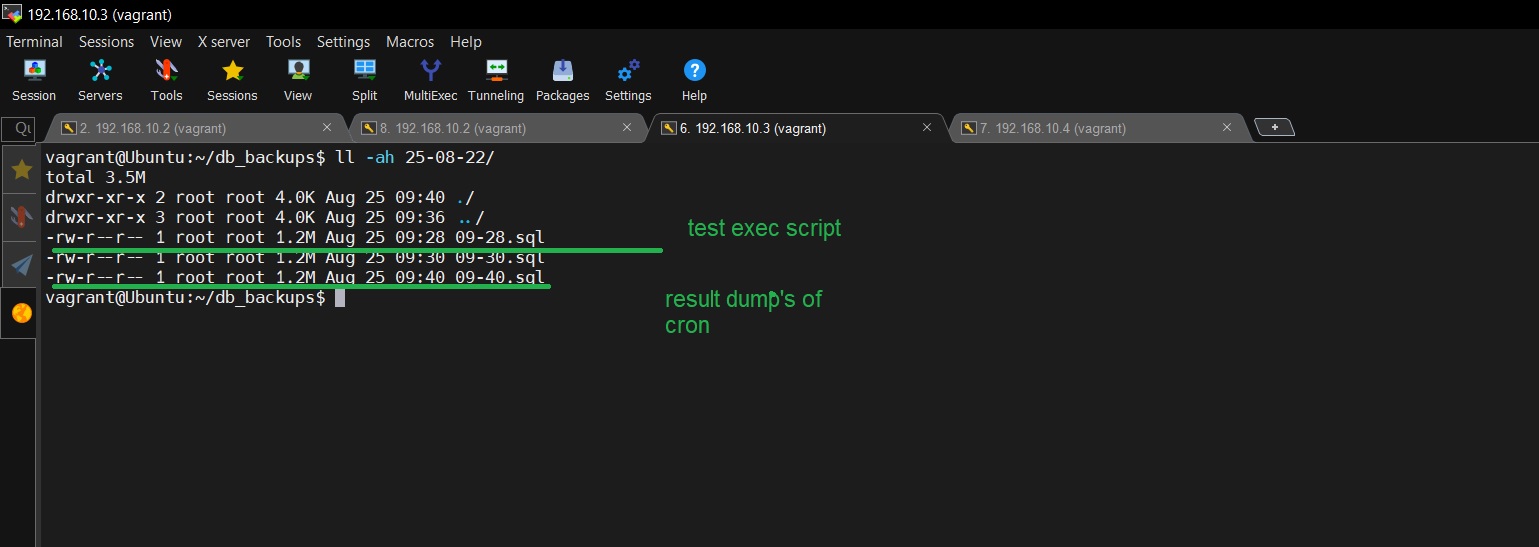 192.168.10.3 (vagrant)
Terminal Sessions View X server Tools Settings Macros Help
Session Servers Tools Sessions View Split MultiExec Tunneling Packages Settings Help
2. 192.168.10.2 (vagrant) 8. 192.168.10.2 (vagrant) 6. 192.168.10.3 (vagrant) 7. 192.168.10.4 (vagrant)
vagrant@Ubuntu:~/db_backups$ ll -ah 25-08-22/
total 3.5M
drwxr-xr-x 2 root root 4.0K Aug 25 09:40 ./
drwxr-xr-x 3 root root 4.0K Aug 25 09:36 ../
-rw-r--r-- 1 root root 1.2M Aug 25 09:28 09-28.sql
test exec script
-rw-r--r-- 1 root root 1.2M Aug 25 09:30 09-30.sql
-rw-r--r-- 1 root root 1.2M Aug 25 09:40 09-40.sql
vagrant@Ubuntu:~/db_backups$
result dump's of
cron